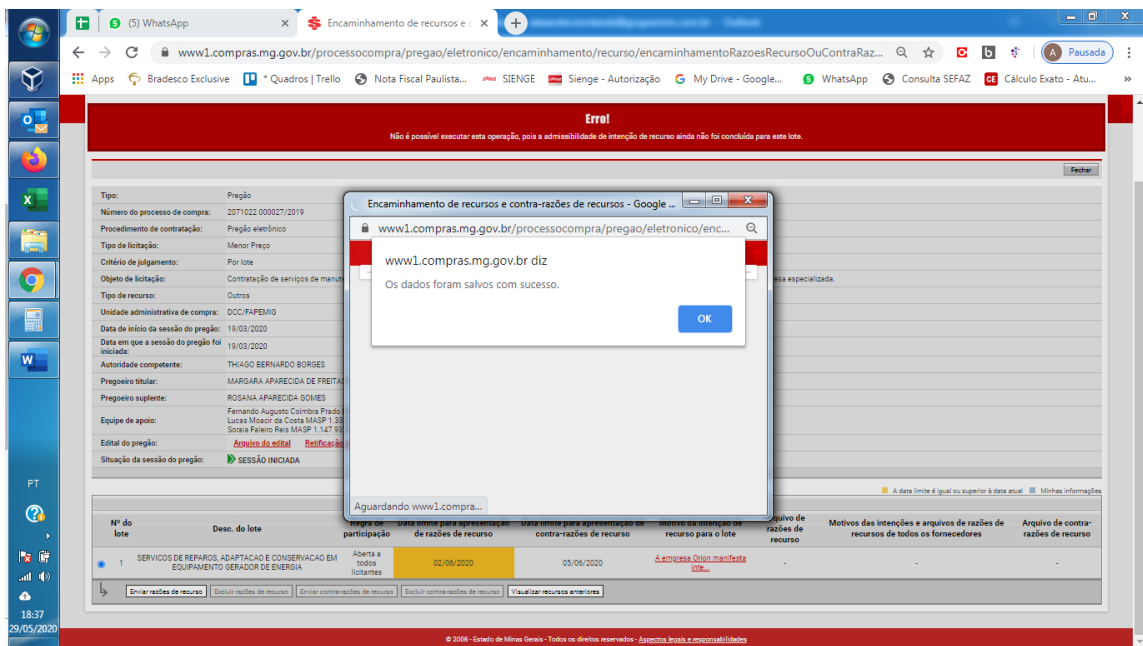 (5) WhatsApp
Encaminhamento de recursos e c
www1.compras.mg.gov.br/processocompra/pregao/eletronico/encaminhamento/recurso/encaminhamentoRazoesRecursoOuContraRaz...
A Pausada
Apps Bradesco Exclusive * Quadros | Trello Nota Fiscal Paulista... SIENGE Sienge - Autorização My Drive - Google... WhatsApp Consulta SEFAZ CE Cálculo Exato - Atu... »
Erro!
Não é possível executar esta operação, pois a admissibilidade de intenção de recurso ainda não foi concluída para este lote.
Fechar
Tipo: Pregão
Número do processo de compra: 2071022 000027/2019
Procedimento de contratação: Pregão eletrônico
Tipo de licitação: Menor Preço
Critério de julgamento: Por lote
Objeto de licitação: Contratação de serviços de manute esa especializada.
Tipo de recurso: Outros
Unidade administrativa de compra: DCC/FAPEMIG
Data de início da sessão do pregão: 19/03/2020
Data em que a sessão do pregão foi
iniciada: 19/03/2020
Autoridade competente: THIAGO BERNARDO BORGES
Pregoeiro titular: MARGARA APARECIDA DE FREITAS
Pregoeiro suplente: ROSANA APARECIDA GOMES
Equipe de apoio: Fernando Augusto Coimbra Prado
Lucas Moacir da Costa MASP 1.33
Soraia Faleiro Reis MASP 1.147.93
Edital do pregão: Arquivo do edital Retificação
Situação da sessão do pregão: SESSÃO INICIADA
Encaminhamento de recursos e contra-razões de recursos - Google ...
www1.compras.mg.gov.br/processocompra/pregao/eletronico/enc...
www1.compras.mg.gov.br diz
Os dados foram salvos com sucesso.
OK
Aguardando www1.compra...
A data limite é igual ou superior à data atual Minhas informações
Nº do
lote
Desc. do lote
Regra de
participação
Data limite para apresentação
de razões de recurso
Data limite para apresentação de
contra-razões de recurso
Motivo da intenção de
recurso para o lote
Arquivo de
razões de
recurso
Motivos das intenções e arquivos de razões de
recursos de todos os fornecedores
Arquivo de contra-
razões de recurso
1
SERVICOS DE REPAROS, ADAPTACAO E CONSERVACAO EM
EQUIPAMENTO GERADOR DE ENERGIA
Aberta a
todos
licitantes
02/06/2020
05/06/2020
A empresa Orion manifesta
inte...
- - -
Enviar razões de recurso Excluir razões de recurso Enviar contra-razões de recurso Excluir contra-razões de recurso Visualizar recursos anteriores
© 2008 - Estado de Minas Gerais - Todos os direitos reservados - Aspectos legais e responsabilidades
PT
18:37
29/05/2020